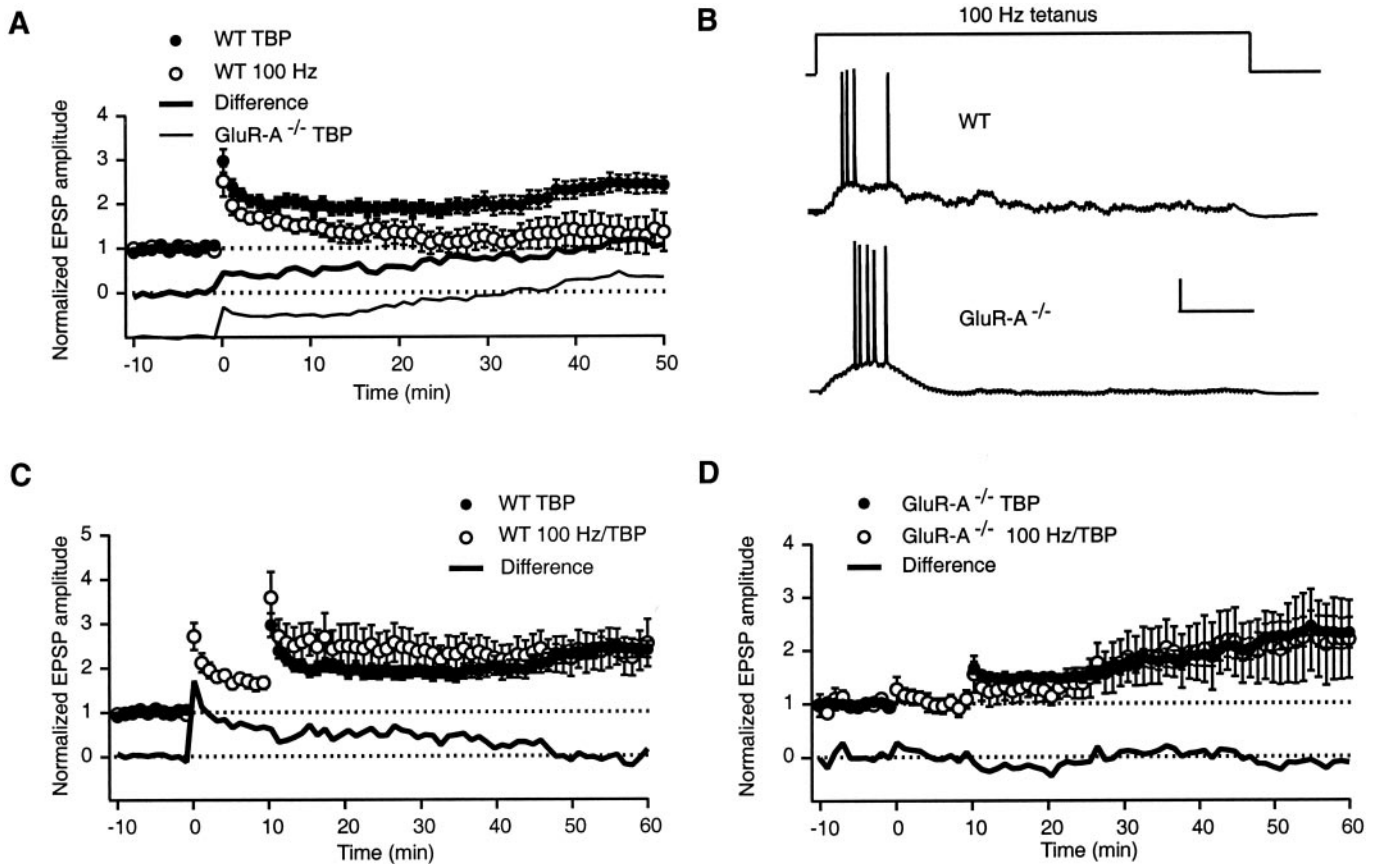 A
WT TBP
WT 100 Hz
Difference
GluR-A -/- TBP
Normalized EPSP amplitude
4
3
2
1
0
-10 0 10 20 30 40 50
Time (min)
B
100 Hz tetanus
WT
GluR-A -/-
C
WT TBP
WT 100 Hz/TBP
Difference
Normalized EPSP amplitude
5
4
3
2
1
0
-10 0 10 20 30 40 50 60
Time (min)
D
GluR-A -/- TBP
GluR-A -/- 100 Hz/TBP
Difference
Normalized EPSP amplitude
4
3
2
1
0
-10 0 10 20 30 40 50 60
Time (min)